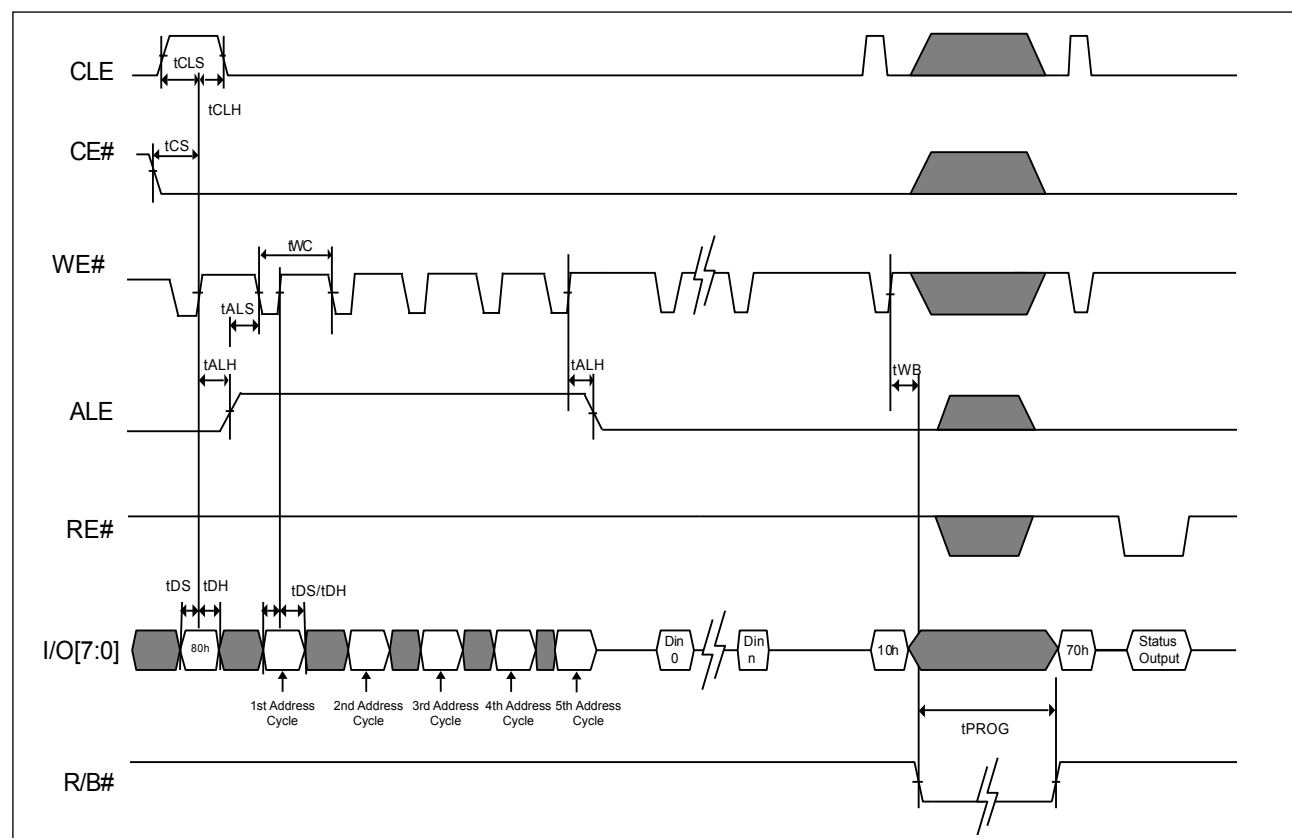 CLE
tCLS
tCLH
CE#
tCS
WE#
tWC
tALS
ALE
tALH
tALH
tWB
RE#
I/O[7:0]
tDS
tDH
tDS/tDH
80h
Din
0
Din
n
10h
70h
Status
Output
1st Address
Cycle
2nd Address
Cycle
3rd Address
Cycle
4th Address
Cycle
5th Address
Cycle
tPROG
R/B#